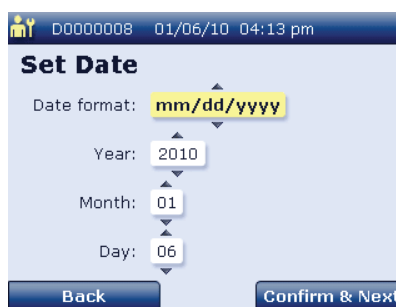 D0000008 01/06/10 04:13 pm
Set Date
Date format: mm/dd/yyyy
Year: 2010
Month: 01
Day: 06
Back Confirm & Next